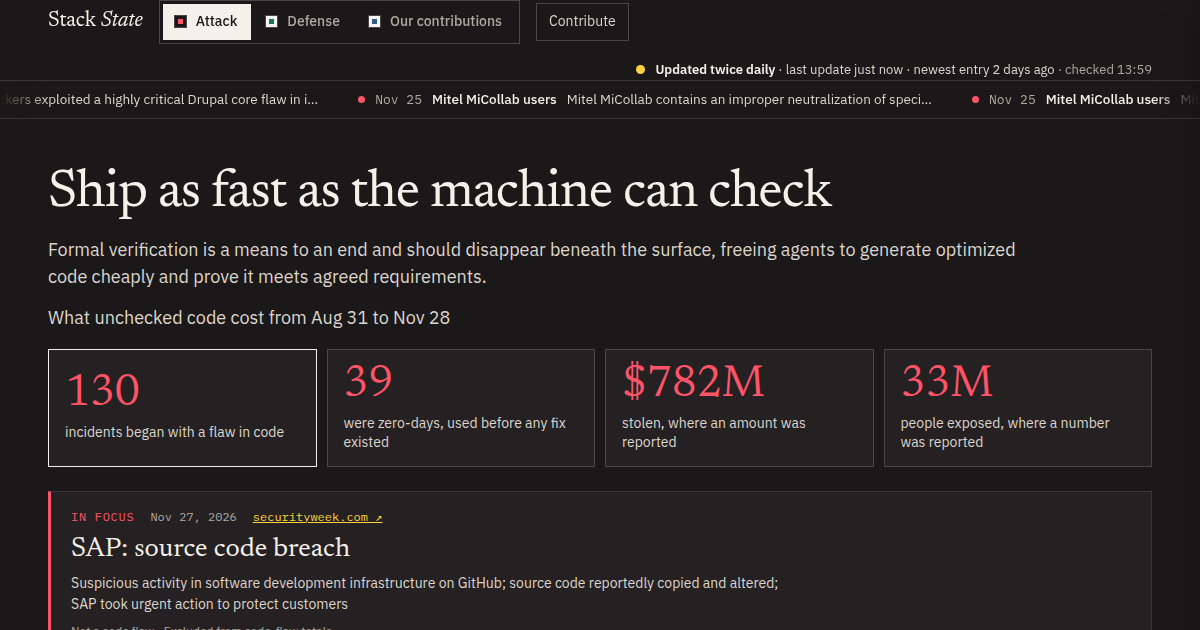 Stack State
Attack
Defense
Our contributions
Contribute
Updated twice daily · last update just now · newest entry 2 days ago · checked 13:59
exploited a highly critical Drupal core flaw in i...
Nov 25 Mitel MiCollab users Mitel MiCollab contains an improper neutralization of speci...
Nov 25 Mitel MiCollab users
Ship as fast as the machine can check
Formal verification is a means to an end and should disappear beneath the surface, freeing agents to generate optimized
code cheaply and prove it meets agreed requirements.
What unchecked code cost from Aug 31 to Nov 28
130
incidents began with a flaw in code
39
were zero-days, used before any fix
existed
$782M
stolen, where an amount was
reported
33M
people exposed, where a number
was reported
IN FOCUS Nov 27, 2026 securityweek.com ↗
SAP: source code breach
Suspicious activity in software development infrastructure on GitHub; source code reportedly copied and altered;
SAP took urgent action to protect customers